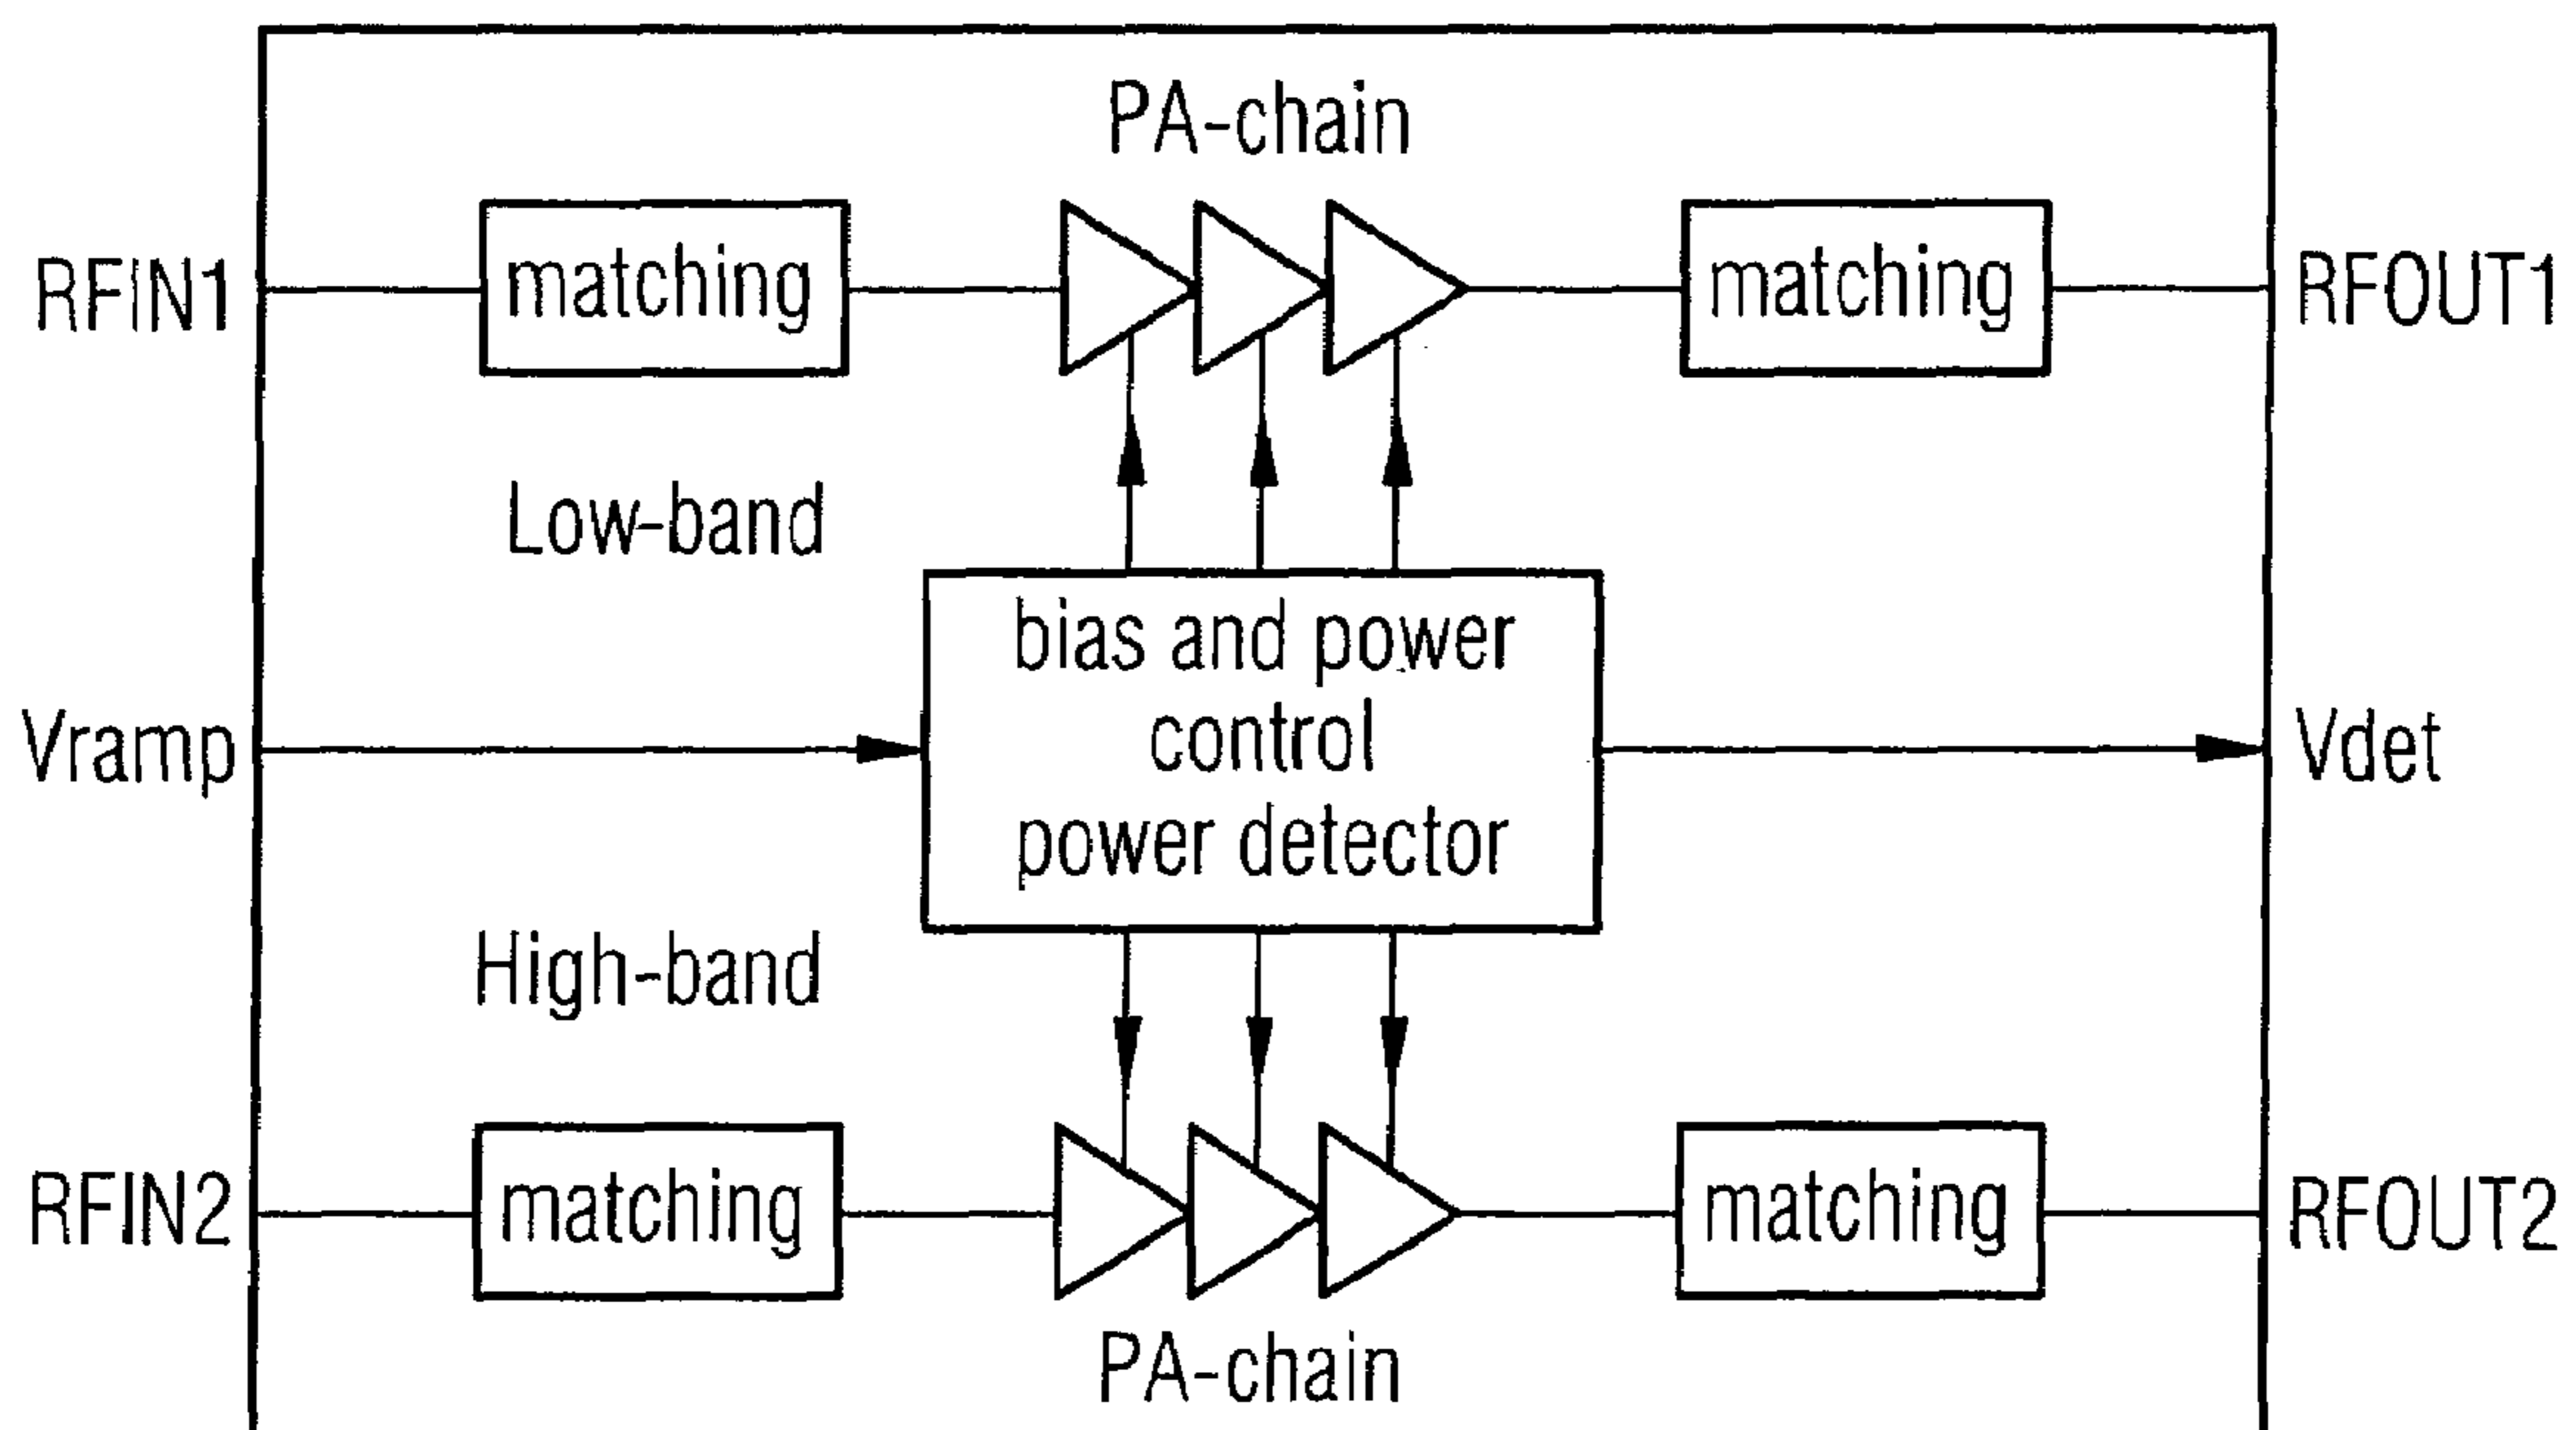 PA-chain
RFIN1
matching
matching
RFOUT1
Low-band
bias and power
control
power detector
Vramp
Vdet
High-band
RFIN2
matching
matching
RFOUT2
PA-chain